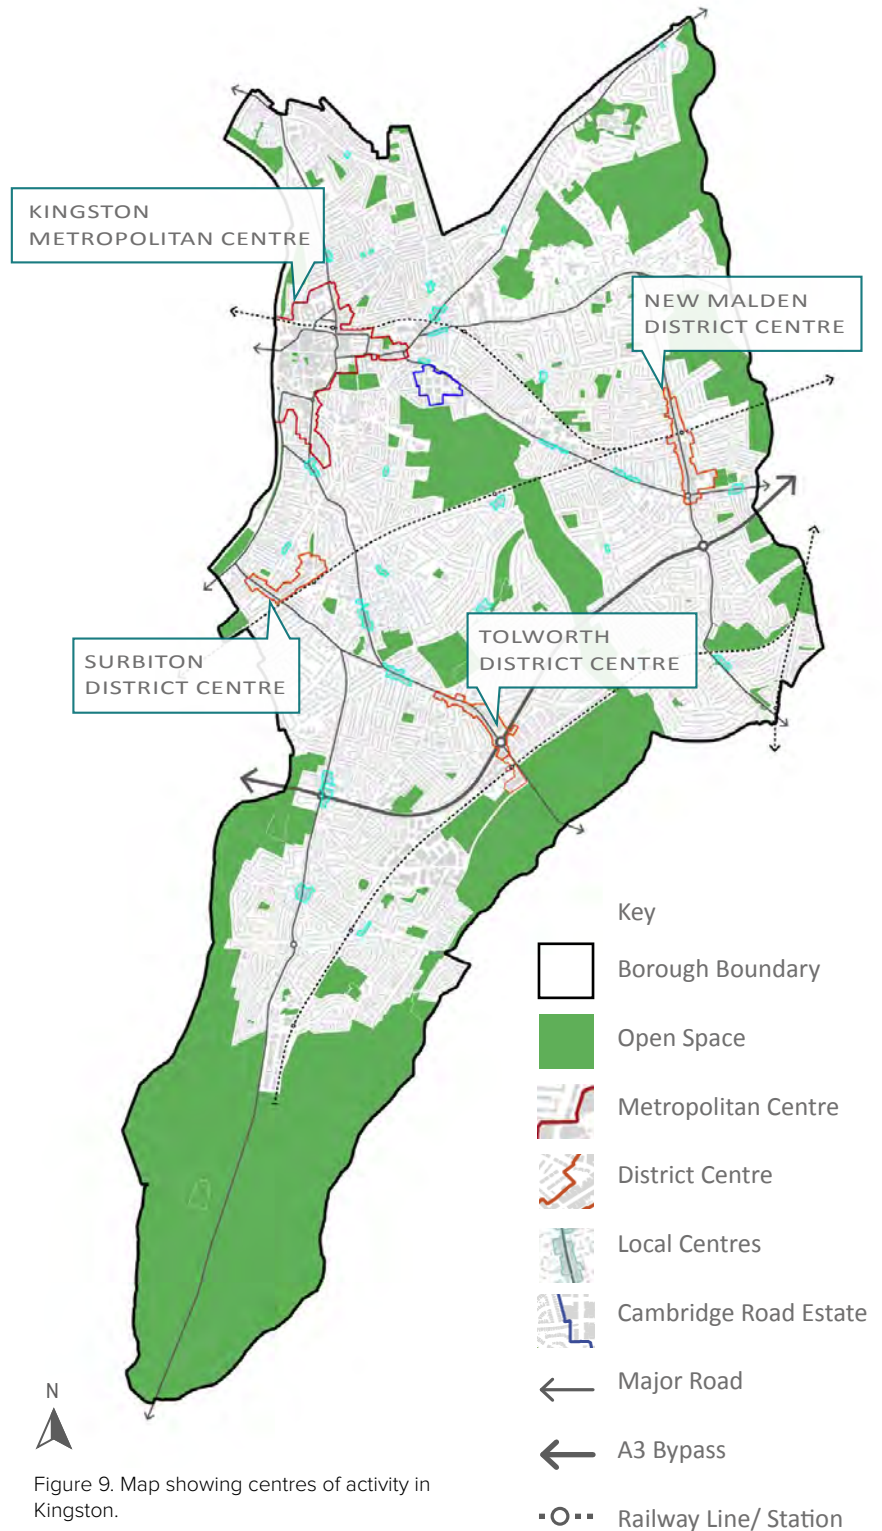 KINGSTON
METROPOLITAN CENTRE
NEW MALDEN
DISTRICT CENTRE
SURBITON
DISTRICT CENTRE
TOLWORTH
DISTRICT CENTRE
Key
Borough Boundary
Open Space
Metropolitan Centre
District Centre
Local Centres
Cambridge Road Estate
Major Road
A3 Bypass
Railway Line/ Station
N
Figure 9. Map showing centres of activity in
Kingston.